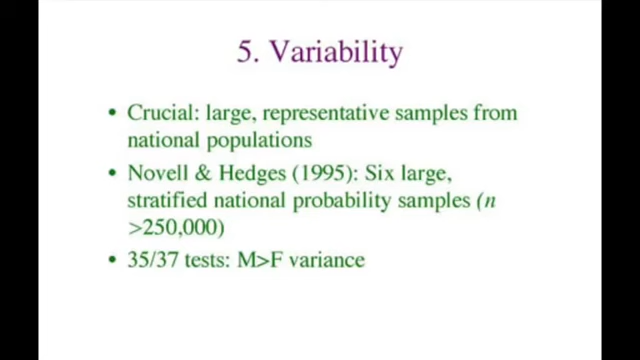 5. Variability
• Crucial: large, representative samples from
national populations
• Novell & Hedges (1995): Six large,
stratified national probability samples (n
>250,000)
• 35/37 tests: M>F variance